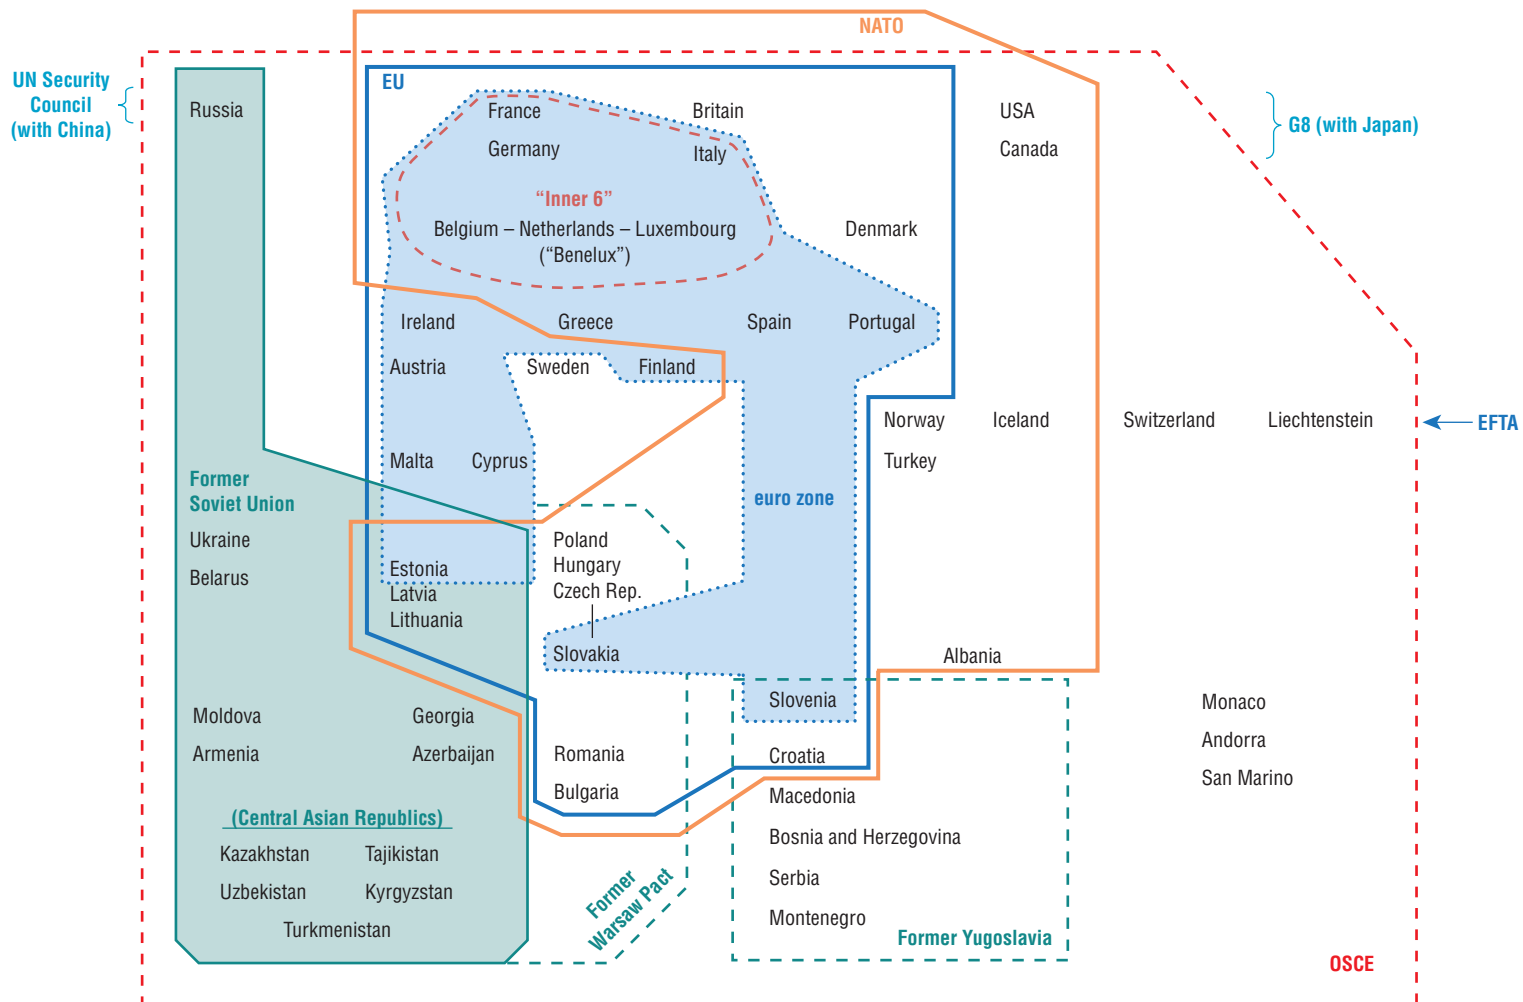 NATO
UN Security
Council
(with China)
EU
Russia
France
Britain
USA
G8 (with Japan)
Germany
Italy
Canada
“Inner 6”
Belgium – Netherlands – Luxembourg
(“Benelux”)
Denmark
Ireland
Greece
Spain
Portugal
Austria
Sweden
Finland
Norway
Iceland
Switzerland
Liechtenstein
EFTA
Malta
Cyprus
Turkey
Former
Soviet Union
euro zone
Ukraine
Belarus
Poland
Hungary
Czech Rep.
Estonia
Latvia
Lithuania
Slovakia
Albania
Slovenia
Monaco
Andorra
San Marino
Moldova
Georgia
Armenia
Azerbaijan
Romania
Bulgaria
Croatia
Macedonia
Bosnia and Herzegovina
Serbia
Montenegro
(Central Asian Republics)
Kazakhstan
Tajikistan
Uzbekistan
Kyrgyzstan
Turkmenistan
Former
Warsaw Pact
Former Yugoslavia
OSCE